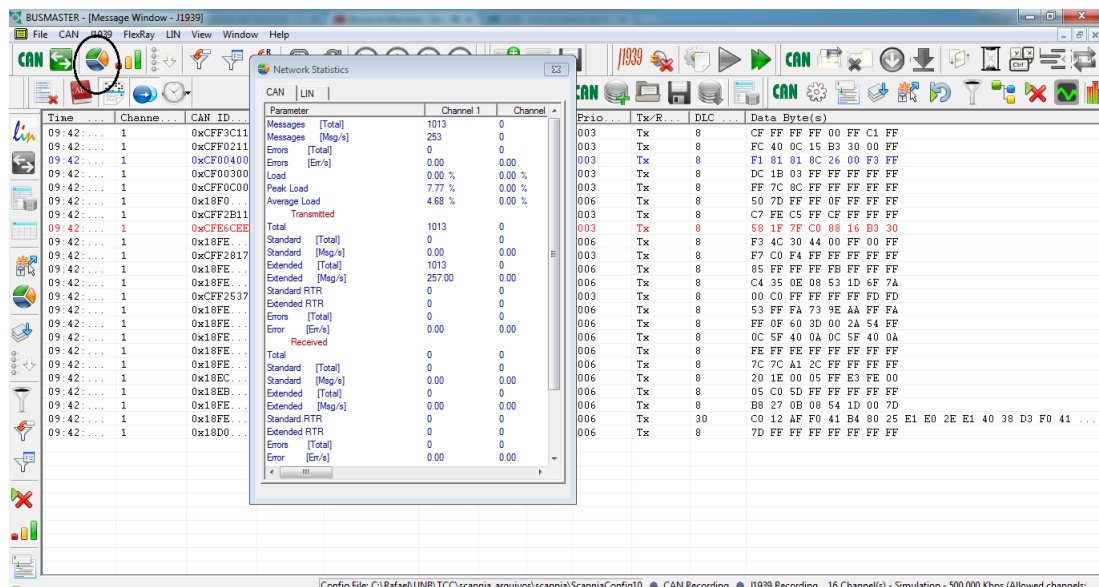 BUSMASTER - [Message Window - J1939]
File CAN J1939 FlexRay LIN View Window Help
CAN J1939 CAN
CAN CAN
Network Statistics
CAN LIN
Parameter Channel 1 Channel
Messages [Total] 1013 0
Messages [Msg/s] 253 0
Errors [Total] 0 0
Errors [Err/s] 0.00 0.00
Load 0.00 % 0.00 %
Peak Load 7.77 % 0.00 %
Average Load 4.68 % 0.00 %
Transmitted
Total 1013 0
Standard [Total] 0 0
Standard [Msg/s] 0.00 0.00
Extended [Total] 1013 0
Extended [Msg/s] 257.00 0.00
Standard RTR 0 0
Extended RTR 0 0
Errors [Total] 0 0
Error [Err/s] 0.00 0.00
Received
Total 0 0
Standard [Total] 0 0
Standard [Msg/s] 0.00 0.00
Extended [Total] 0 0
Extended [Msg/s] 0.00 0.00
Standard RTR 0 0
Extended RTR 0 0
Errors [Total] 0 0
Error [Err/s] 0.00 0.00
Lin
Time ... Channe... CAN ID... Prio... Tx/R... DLC ... Data Byte(s)
09:42:... 1 0xCFF3C11 003 Tx 8 CF FF FF FF 00 FF C1 FF
09:42:... 1 0xCFF0211 003 Tx 8 FC 40 0C 15 B3 30 00 FF
09:42:... 1 0xCF00400 003 Tx 8 F1 81 81 8C 26 00 F3 FF
09:42:... 1 0xCF00300 003 Tx 8 DC 1B 03 FF FF FF FF FF
09:42:... 1 0xCFF0C00 003 Tx 8 FF 7C 8C FF FF FF FF FF
09:42:... 1 0x18F0... 006 Tx 8 50 7D FF FF 0F FF FF FF
09:42:... 1 0xCFF2B11 003 Tx 8 C7 FE C5 FF CF FF FF FF
09:42:... 1 0xCFE6CEE 003 Tx 8 58 1F 7F C0 88 16 B3 30
09:42:... 1 0x18FE... 006 Tx 8 F3 4C 30 44 00 FF 00 FF
09:42:... 1 0xCFF2817 003 Tx 8 F7 C0 F4 FF FF FF FF FF
09:42:... 1 0x18FE... 006 Tx 8 85 FF FF FF FB FF FF FF
09:42:... 1 0x18FE... 006 Tx 8 C4 35 0E 08 53 1D 6F 7A
09:42:... 1 0xCFF2537 003 Tx 8 00 C0 FF FF FF FF FD FD
09:42:... 1 0x18FE... 006 Tx 8 53 FF FA 73 9E AA FF FA
09:42:... 1 0x18FE... 006 Tx 8 FF 0F 60 3D 00 2A 54 FF
09:42:... 1 0x18FE... 006 Tx 8 0C 5F 40 0A 0C 5F 40 0A
09:42:... 1 0x18FE... 006 Tx 8 FE FF FE FF FF FF FF FF
09:42:... 1 0x18FE... 006 Tx 8 7C 7C A1 2C FF FF FF FF
09:42:... 1 0x18EC... 006 Tx 8 20 1E 00 05 FF E3 FE 00
09:42:... 1 0x18EB... 006 Tx 8 05 C0 5D FF FF FF FF FF
09:42:... 1 0x18FE... 006 Tx 8 B8 27 0B 08 54 1D 00 7D
09:42:... 1 0x18FE... 006 Tx 30 C0 12 AF F0 41 B4 80 25 E1 E0 2E E1 40 38 D3 F0 41 ...
09:42:... 1 0x18D0... 006 Tx 8 7D FF FF FF FF FF FF FF
Config File: C:\Rafael\UNB\TCC\scannia arquivos\scannia\ScanniaConfig10 CAN Recording J1939 Recording 16 Channel(s) - Simulation - 500.000 Kbps (Allowed channels: